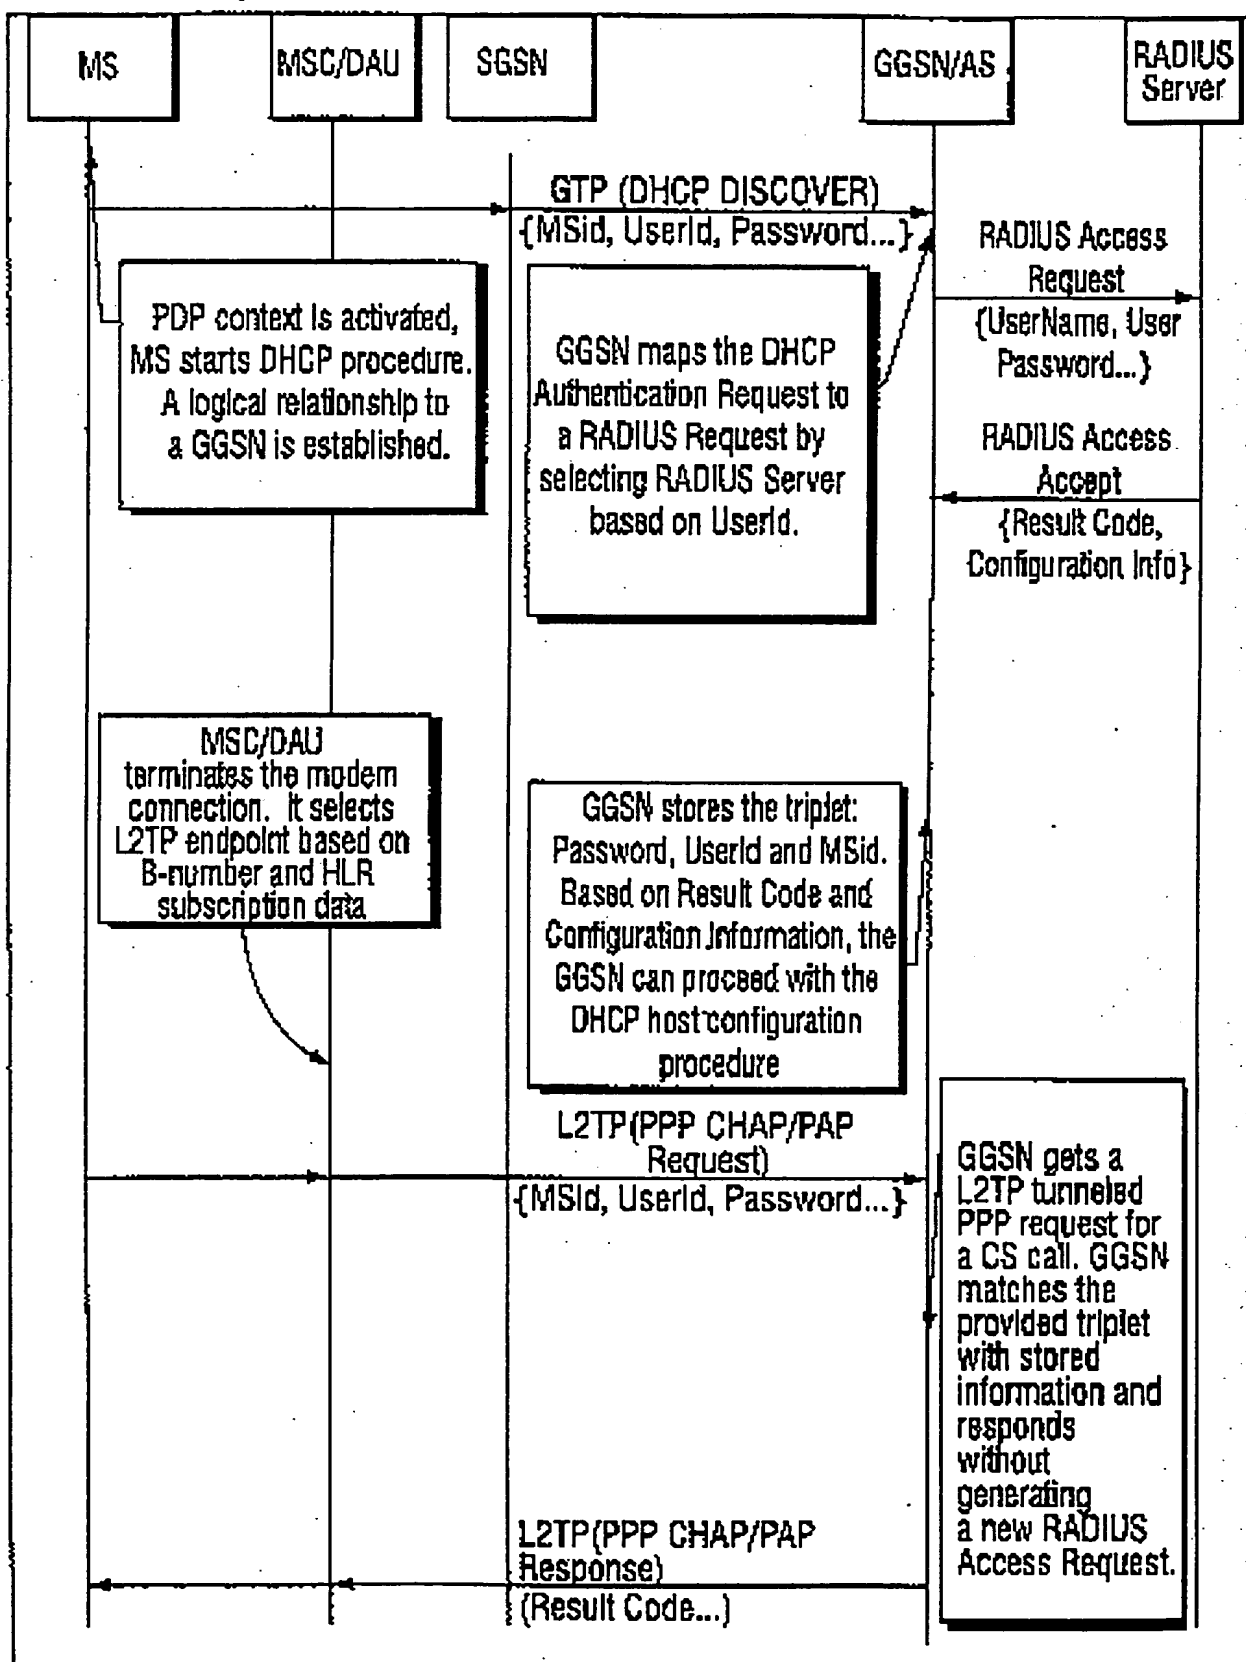 MS
MSC/DAU
SGSN
GGSN/AS
RADIUS
Server
GTP (DHCP DISCOVER)
{MSid, UserId, Password...}
RADIUS Access
Request
{UserName, User
Password...}
PDP context is activated,
MS starts DHCP procedure.
A logical relationship to
a GGSN is established.
GGSN maps the DHCP
Authentication Request to
a RADIUS Request by
selecting RADIUS Server
based on UserId.
RADIUS Access
Accept
{Result Code,
Configuration Info}
MSC/DAU
terminates the modem
connection. It selects
L2TP endpoint based on
B-number and HLR
subscription data
GGSN stores the triplet:
Password, UserId and MSid.
Based on Result Code and
Configuration Information, the
GGSN can proceed with the
DHCP host configuration
procedure
L2TP(PPP CHAP/PAP
Request)
{MSId, UserId, Password...}
GGSN gets a
L2TP tunneled
PPP request for
a CS call. GGSN
matches the
provided triplet
with stored
information and
responds
without
generating
a new RADIUS
Access Request.
L2TP(PPP CHAP/PAP
Response)
(Result Code...)